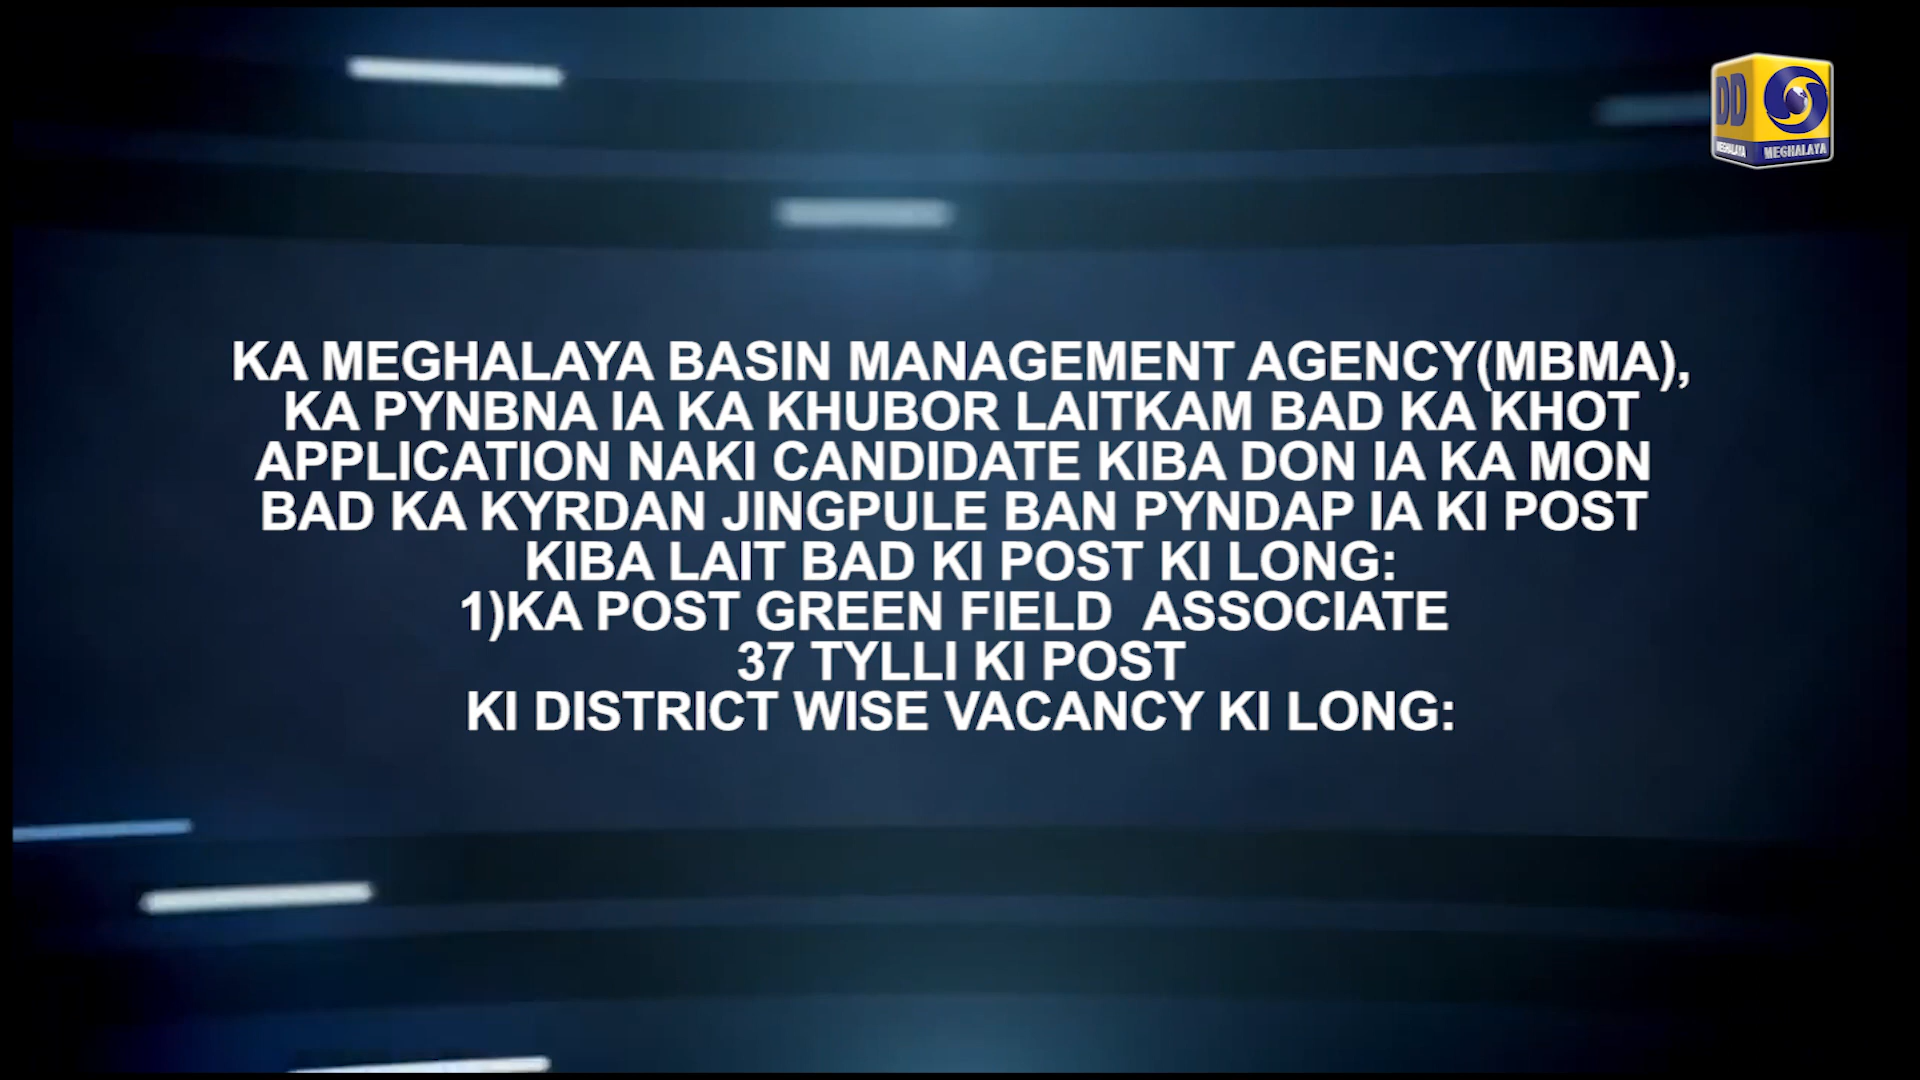 DD
MEGHALAYA
MEGHALAYA
KA MEGHALAYA BASIN MANAGEMENT AGENCY(MBMA),
KA PYNBNA IA KA KHUBOR LAITKAM BAD KA KHOT
APPLICATION NAKI CANDIDATE KIBA DON IA KA MON
BAD KA KYRDAN JINGPULE BAN PYNDAP IA KI POST
KIBA LAIT BAD KI POST KI LONG:
1)KA POST GREEN FIELD  ASSOCIATE
37 TYLLI KI POST
KI DISTRICT WISE VACANCY KI LONG: